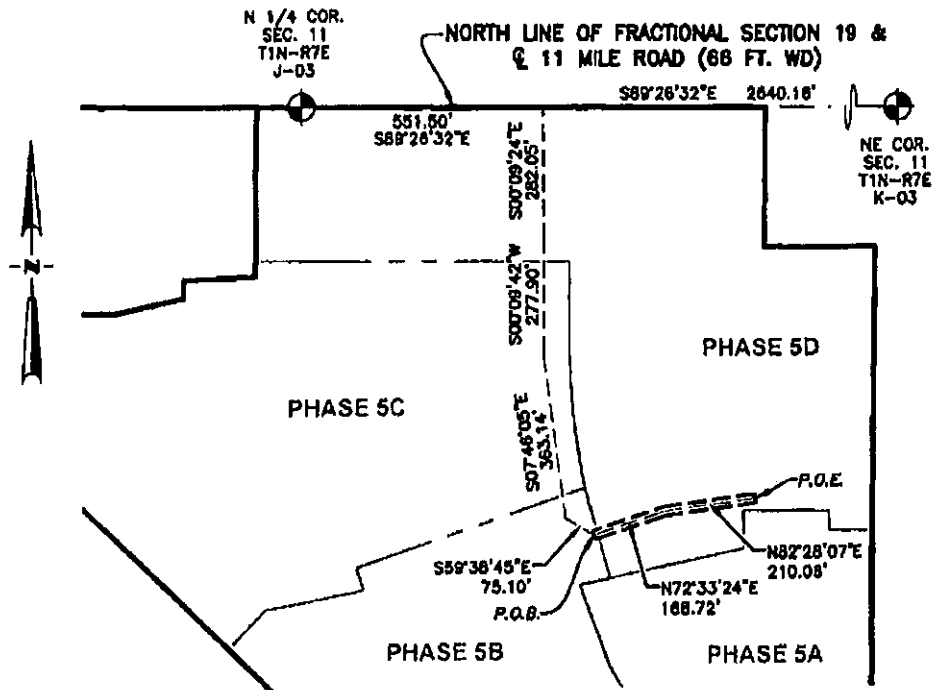 N 1/4 COR.
SEC. 11
T1N-R7E
J-03
NORTH LINE OF FRACTIONAL SECTION 19 &
℄ 11 MILE ROAD (66 FT. WD)
S89°26'32"E 2640.16'
551.50'
S89°26'32"E
NE COR.
SEC. 11
T1N-R7E
K-03
S00°09'24"E
282.05'
N
S00°09'42"W
277.90'
PHASE 5D
PHASE 5C
S07°46'05"E
363.14'
P.O.E.
S59°38'45"E
75.10'
P.O.B.
N82°28'07"E
210.08'
N72°33'24"E
168.72'
PHASE 5B
PHASE 5A